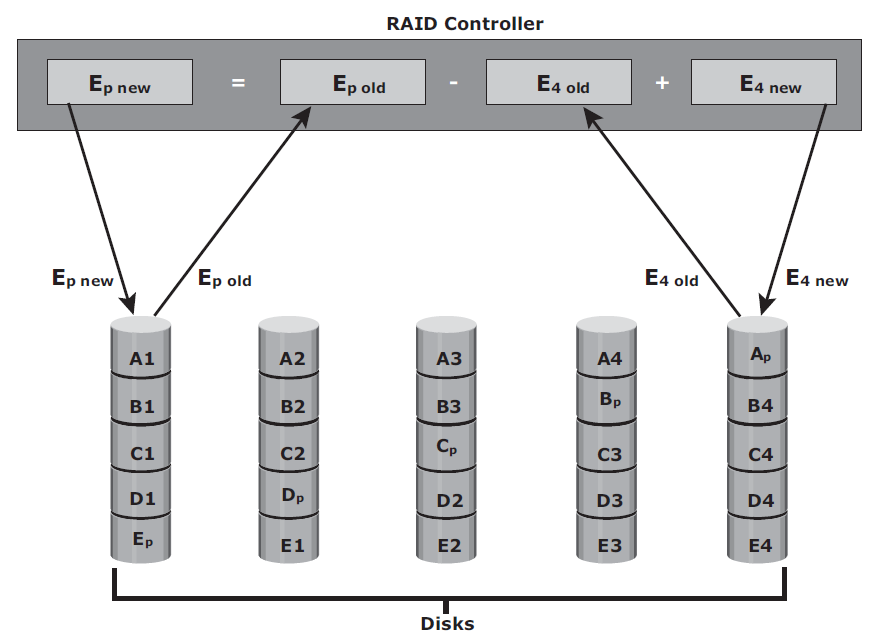 RAID Controller
Ep new = Ep old - E4 old + E4 new
Ep new Ep old E4 old E4 new
A1 A2 A3 A4 Ap
B1 B2 B3 Bp B4
C1 C2 Cp C3 C4
D1 Dp D2 D3 D4
Ep E1 E2 E3 E4
Disks